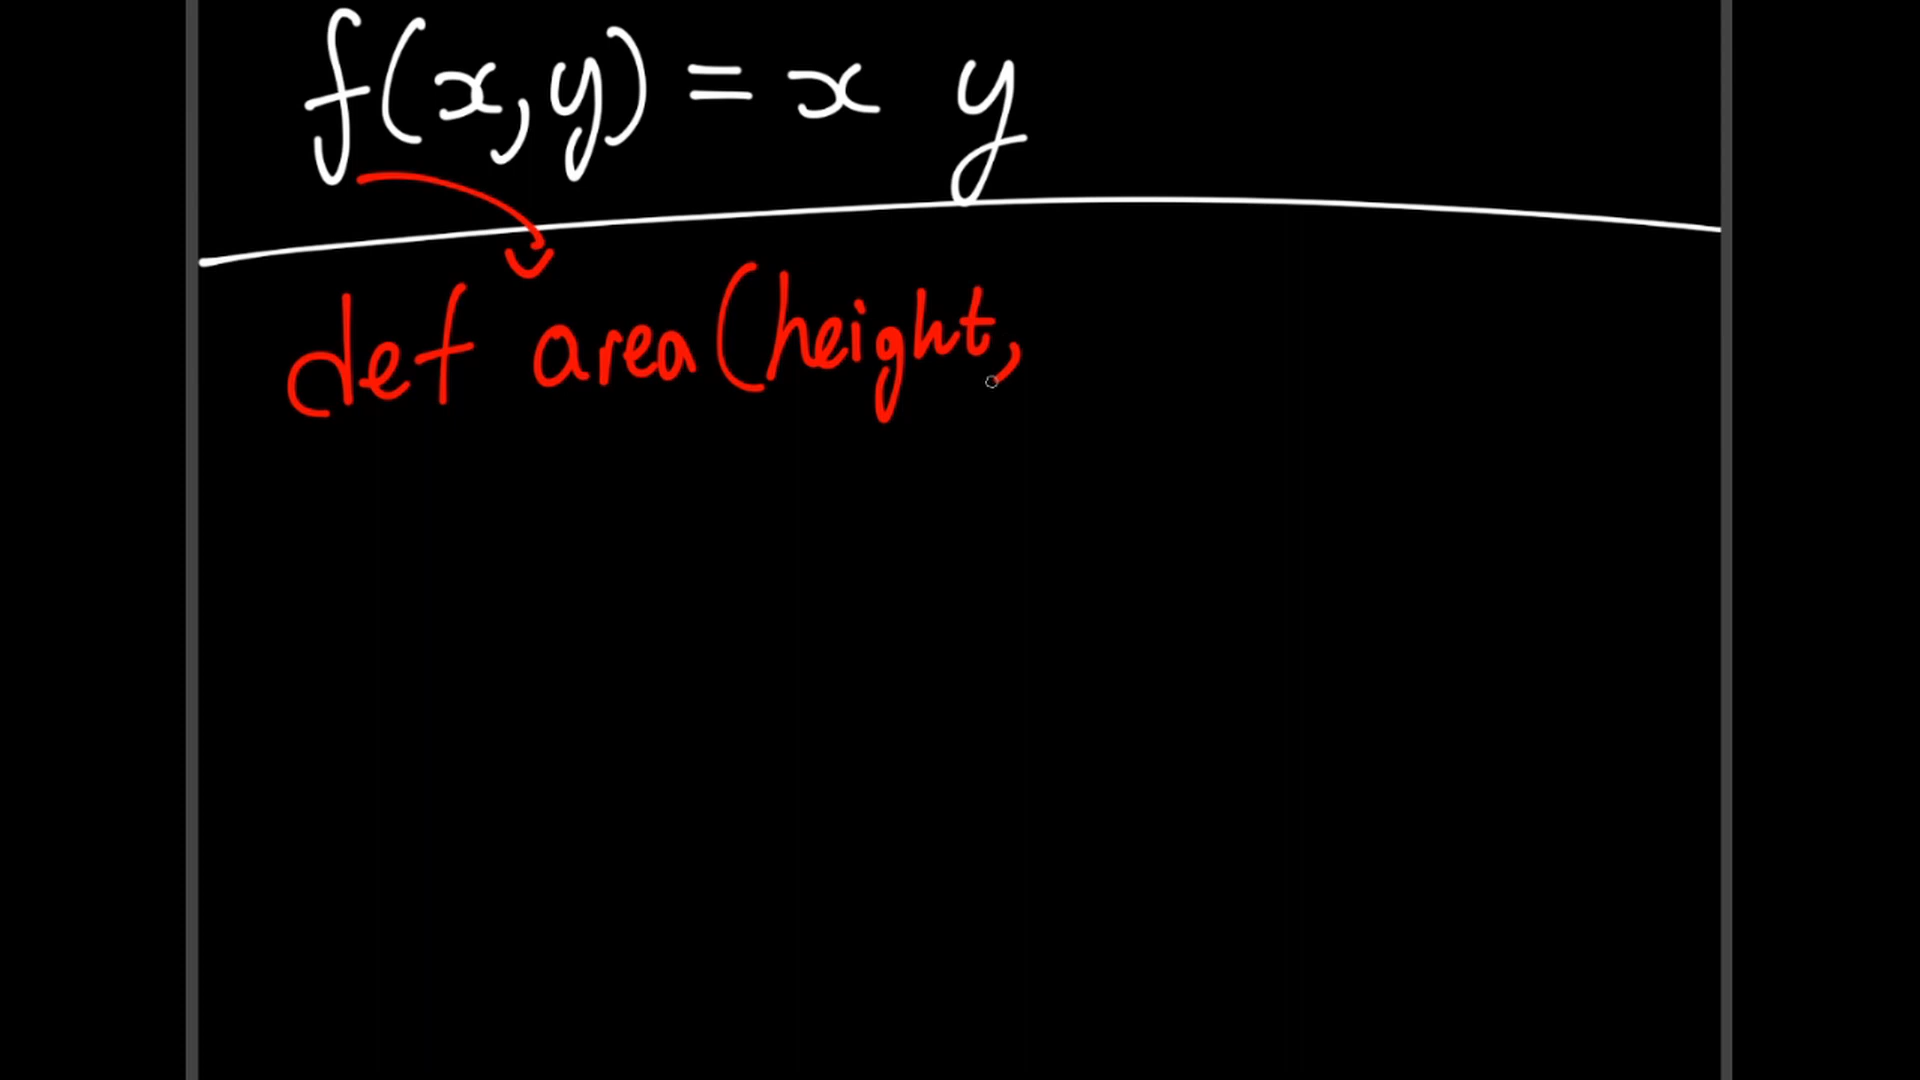 f(x,y) = x y
def area(height,